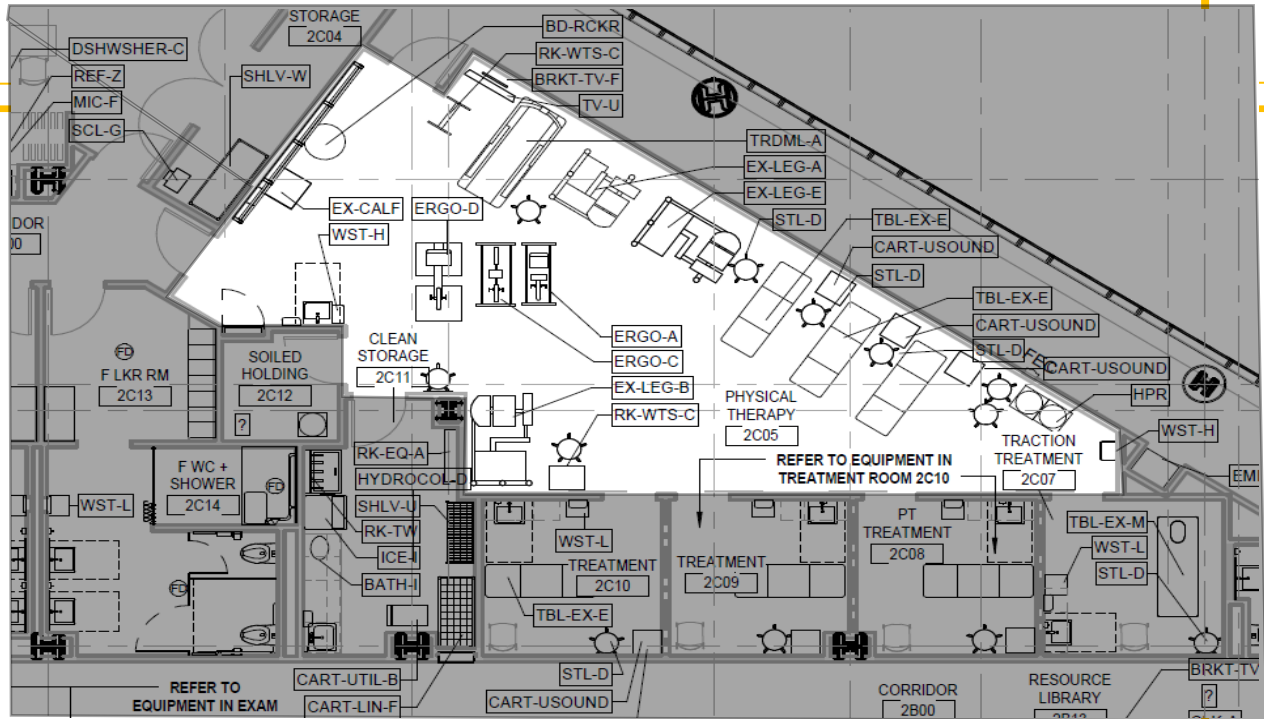 STORAGE
2C04
BD-RCKR
RK-WTS-C
BRKT-TV-F
TV-U
DSHWSHER-C
REF-Z
MIC-F
SCL-G
SHLV-W
TRDML-A
EX-LEG-A
EX-LEG-E
STL-D
EX-CALF
ERGO-D
WST-H
TBL-EX-E
CART-USOUND
STL-D
TBL-EX-E
CART-USOUND
STL-D
CART-USOUND
HPR
WST-H
DOR
00
FD
F LKR RM
2C13
SOILED
HOLDING
2C12
?
CLEAN
STORAGE
2C11
ERGO-A
ERGO-C
EX-LEG-B
RK-WTS-C
PHYSICAL
THERAPY
2C05
REFER TO EQUIPMENT IN
TREATMENT ROOM 2C10
TRACTION
TREATMENT
2C07
RK-EQ-A
HYDROCOL-D
SHLV-U
RK-TW
ICE-I
BATH-I
F WC +
SHOWER
2C14
FD
WST-L
FD
WST-L
TREATMENT
2C10
TBL-EX-E
TREATMENT
2C09
PT
TREATMENT
2C08
TBL-EX-M
WST-L
STL-D
STL-D
CART-USOUND
CART-UTIL-B
CART-LIN-F
REFER TO
EQUIPMENT IN EXAM
CORRIDOR
2B00
RESOURCE
LIBRARY
BRKT-TV
?